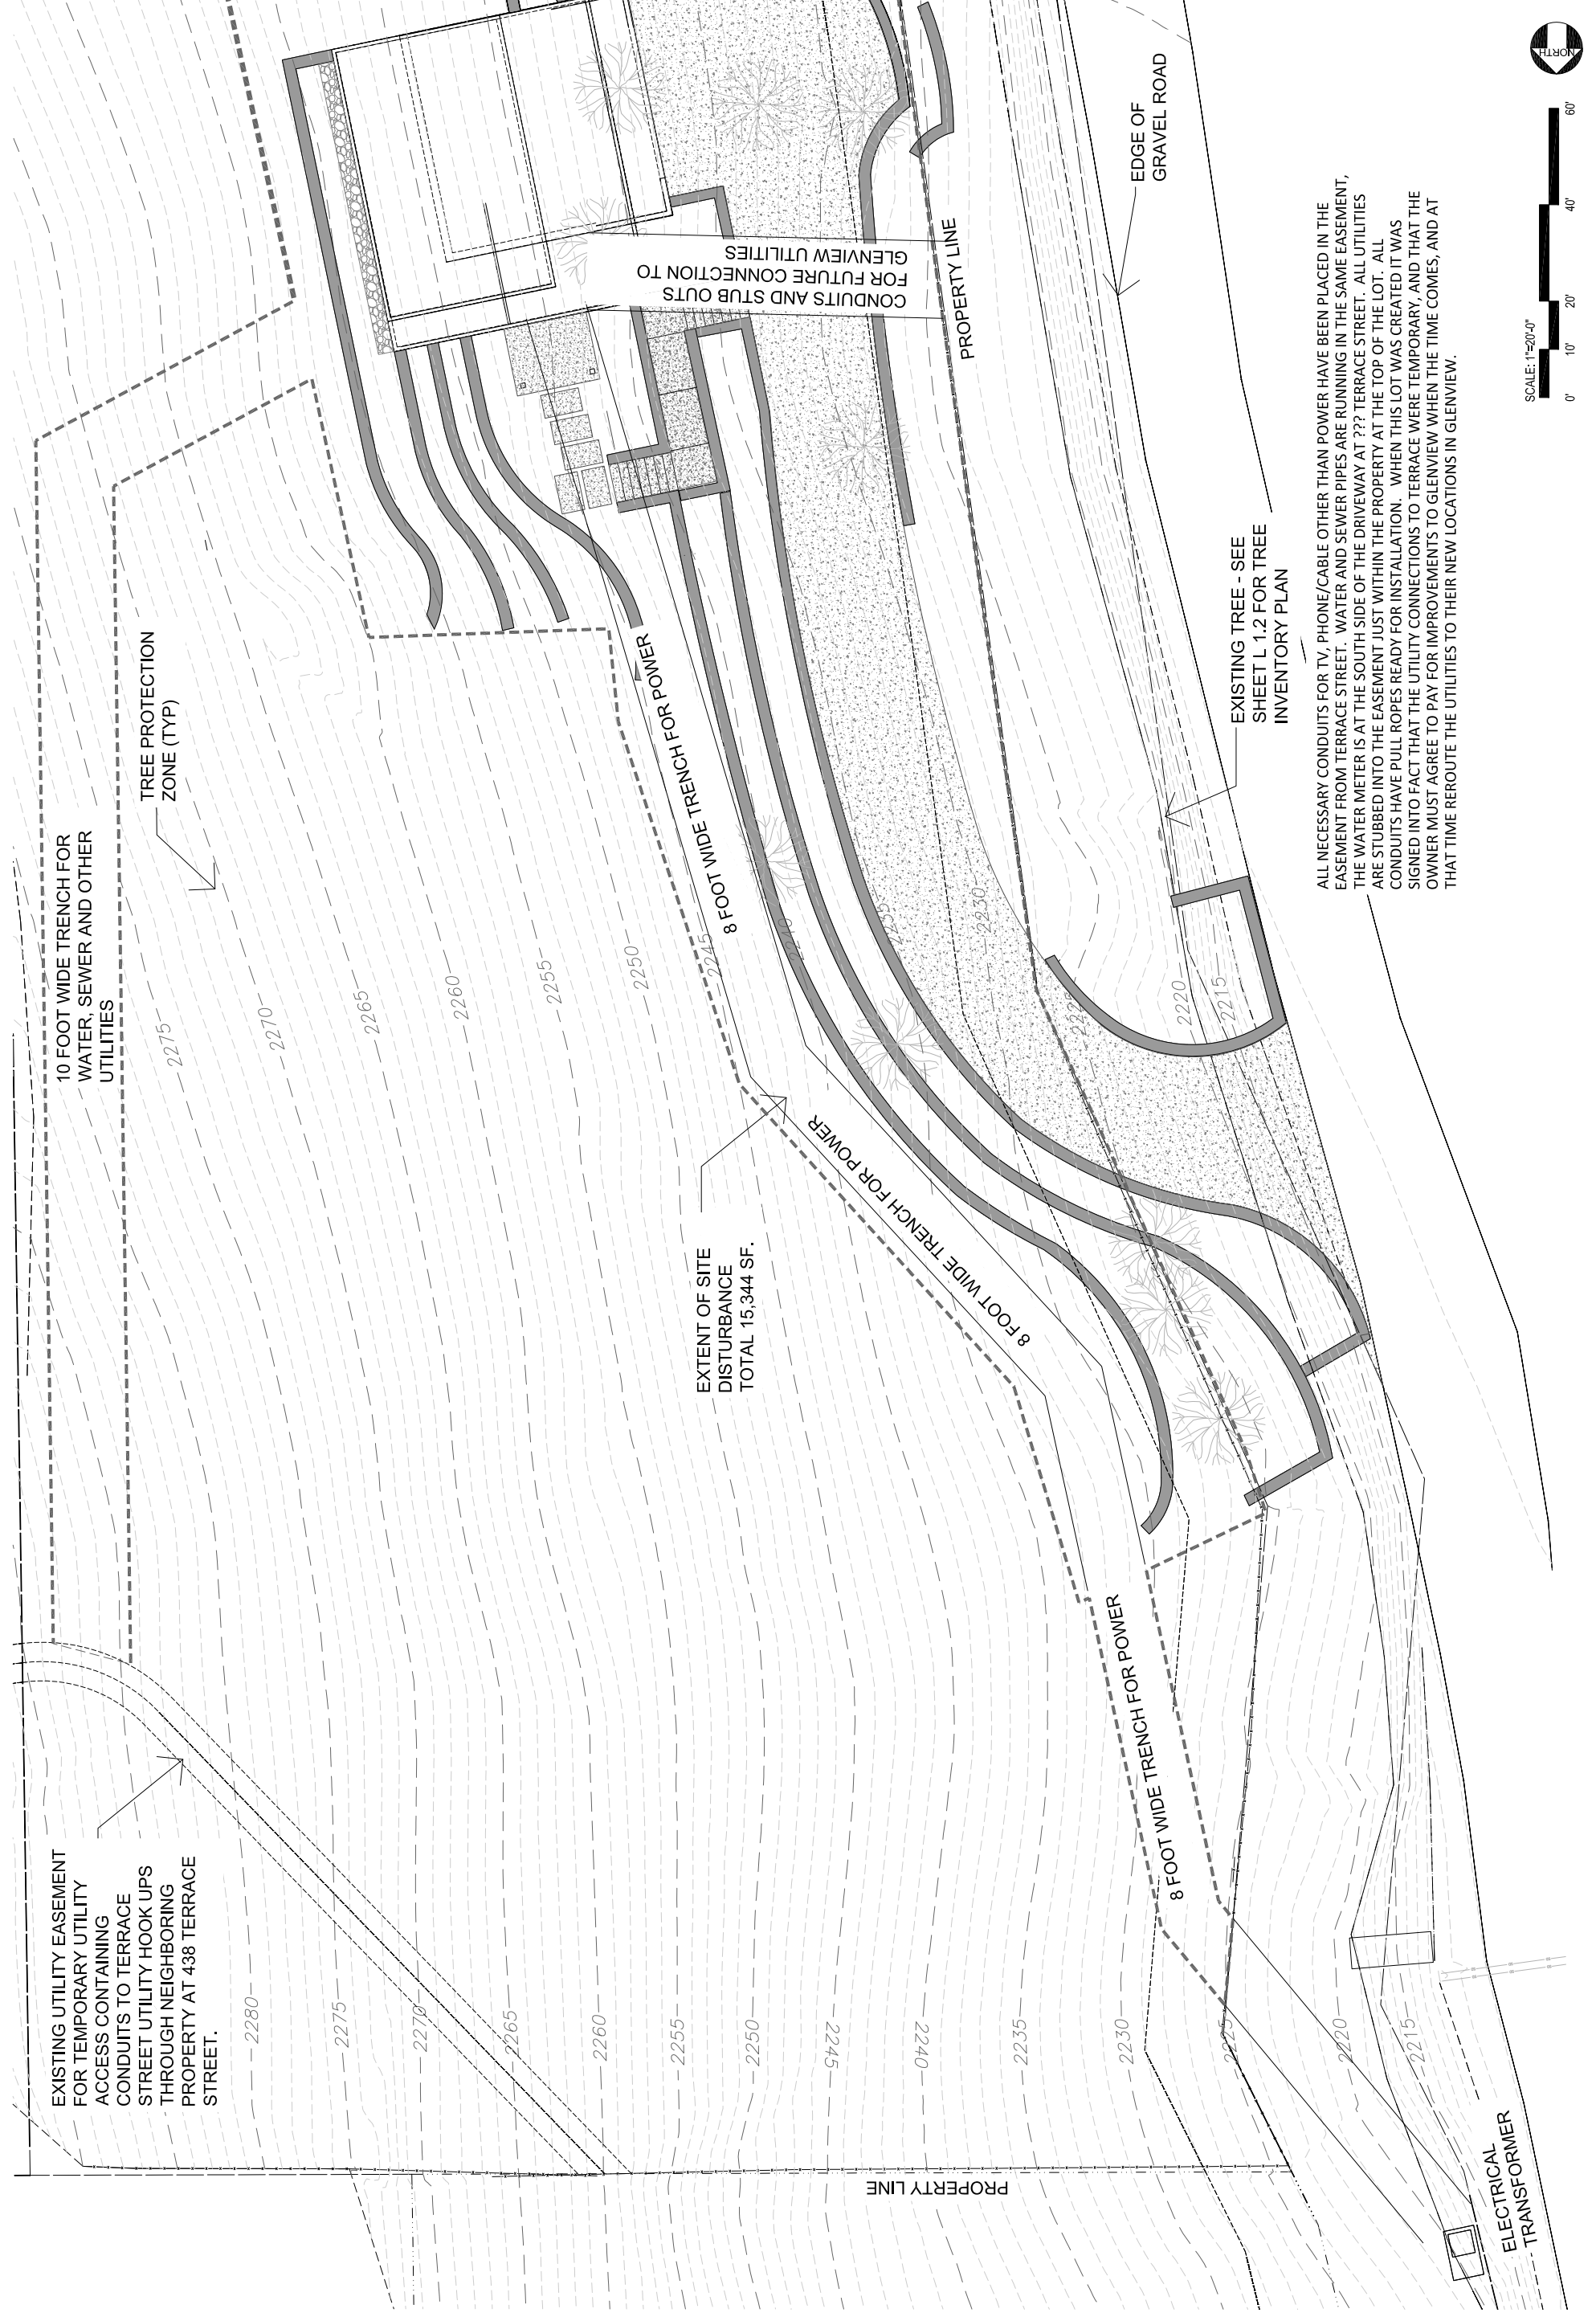 EXISTING UTILITY EASEMENT
FOR TEMPORARY UTILITY
ACCESS CONTAINING
CONDUITS TO TERRACE
STREET UTILITY HOOK UPS
THROUGH NEIGHBORING
PROPERTY AT 438 TERRACE
STREET.
10 FOOT WIDE TRENCH FOR
WATER, SEWER AND OTHER
UTILITIES
TREE PROTECTION
ZONE (TYP)
2280
2275
2270
2265
2260
2255
2250
2245
2240
2235
2230
2225
2220
2215
2275
2270
2265
2260
2255
2250
2245
2240
2235
2230
2225
2220
2215
EXTENT OF SITE
DISTURBANCE
TOTAL 15,344 SF.
8 FOOT WIDE TRENCH FOR POWER
8 FOOT WIDE TRENCH FOR POWER
8 FOOT WIDE TRENCH FOR POWER
CONDUITS AND STUB OUTS
FOR FUTURE CONNECTION TO
GLENVIEW UTILITIES
PROPERTY LINE
PROPERTY LINE
EDGE OF
GRAVEL ROAD
EXISTING TREE - SEE
SHEET L 1.2 FOR TREE
INVENTORY PLAN
ELECTRICAL
TRANSFORMER
ALL NECESSARY CONDUITS FOR TV, PHONE/CABLE OTHER THAN POWER HAVE BEEN PLACED IN THE
EASEMENT FROM TERRACE STREET. WATER AND SEWER PIPES ARE RUNNING IN THE SAME EASEMENT,
THE WATER METER IS AT THE SOUTH SIDE OF THE DRIVEWAY AT ??? TERRACE STREET. ALL UTILITIES
ARE STUBBED INTO THE EASEMENT JUST WITHIN THE PROPERTY AT THE TOP OF THE LOT. ALL
CONDUITS HAVE PULL ROPES READY FOR INSTALLATION. WHEN THIS LOT WAS CREATED IT WAS
SIGNED INTO FACT THAT THE UTILITY CONNECTIONS TO TERRACE WERE TEMPORARY, AND THAT THE
OWNER MUST AGREE TO PAY FOR IMPROVEMENTS TO GLENVIEW WHEN THE TIME COMES, AND AT
THAT TIME REROUTE THE UTILITIES TO THEIR NEW LOCATIONS IN GLENVIEW.
SCALE: 1"=20'-0"
0' 10' 20' 40' 60'
NORTH